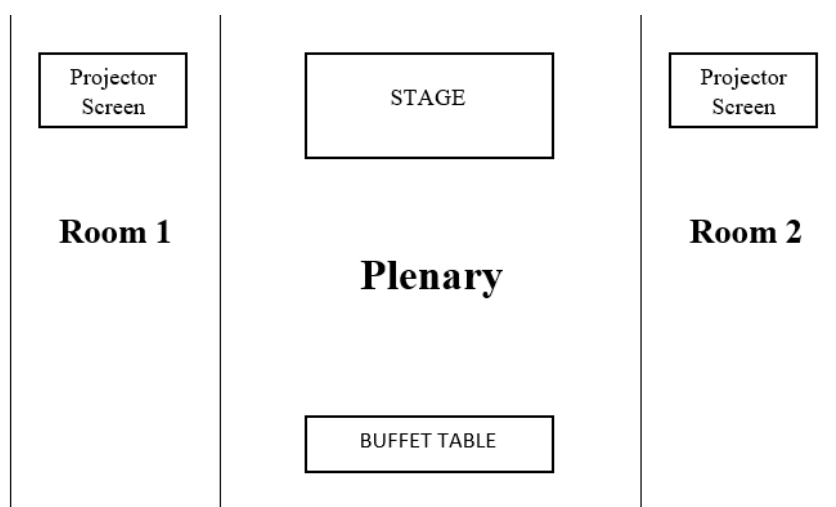 Projector
Screen
STAGE
Projector
Screen
Room 1
Room 2
Plenary
BUFFET TABLE